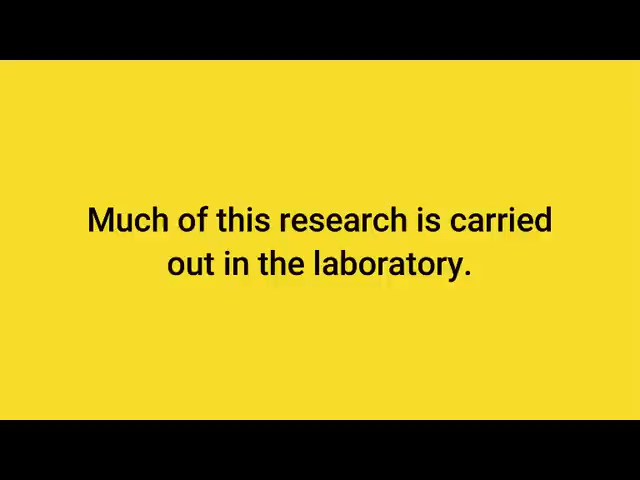 Much of this research is carried
out in the laboratory.